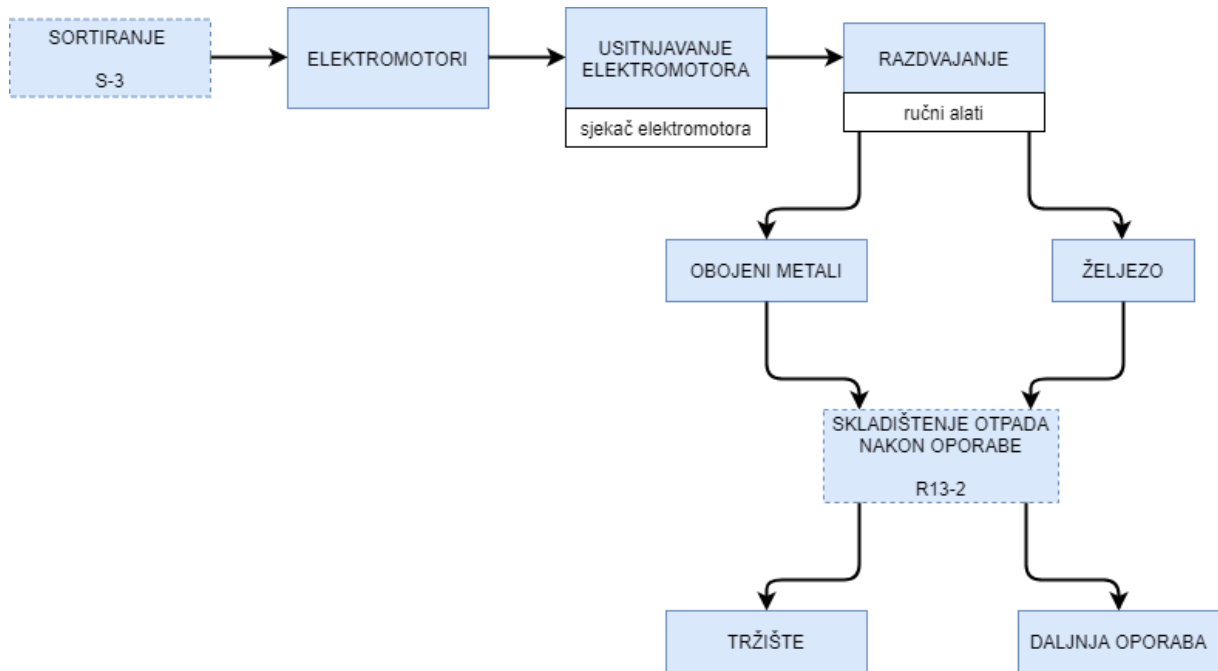 SORTIRANJE
S-3
ELEKTROMOTORI
USITNJAVANJE
ELEKTROMOTORA
sjekač elektromotora
RAZDVAJANJE
ručni alati
OBOJENI METALI
ŽELJEZO
SKLADIŠTENJE OTPADA
NAKON OPORABE
R13-2
TRŽIŠTE
DALJNJA OPORABA